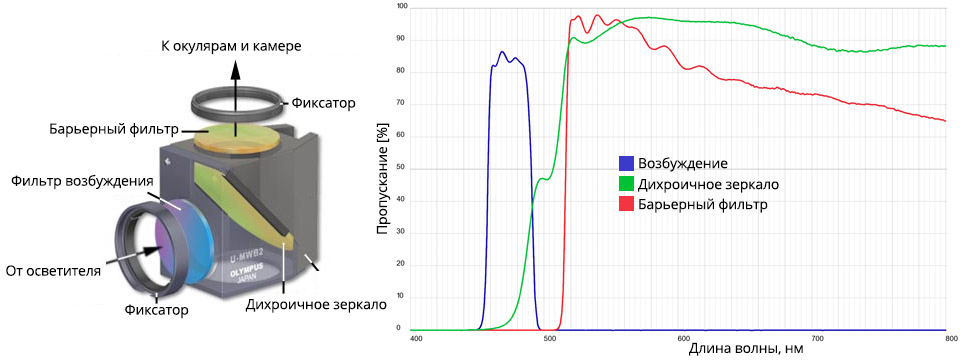 К окулярам и камере
Фиксатор
Барьерный фильтр
Фильтр возбуждения
U-MWB2
OLYMPUS
JAPAN
От осветителя
Фиксатор
Дихроичное зеркало
Пропускание [%]
100
90
80
70
60
50
40
30
20
10
0
Возбуждение
Дихроичное зеркало
Барьерный фильтр
400
500
600
700
800
Длина волны, нм